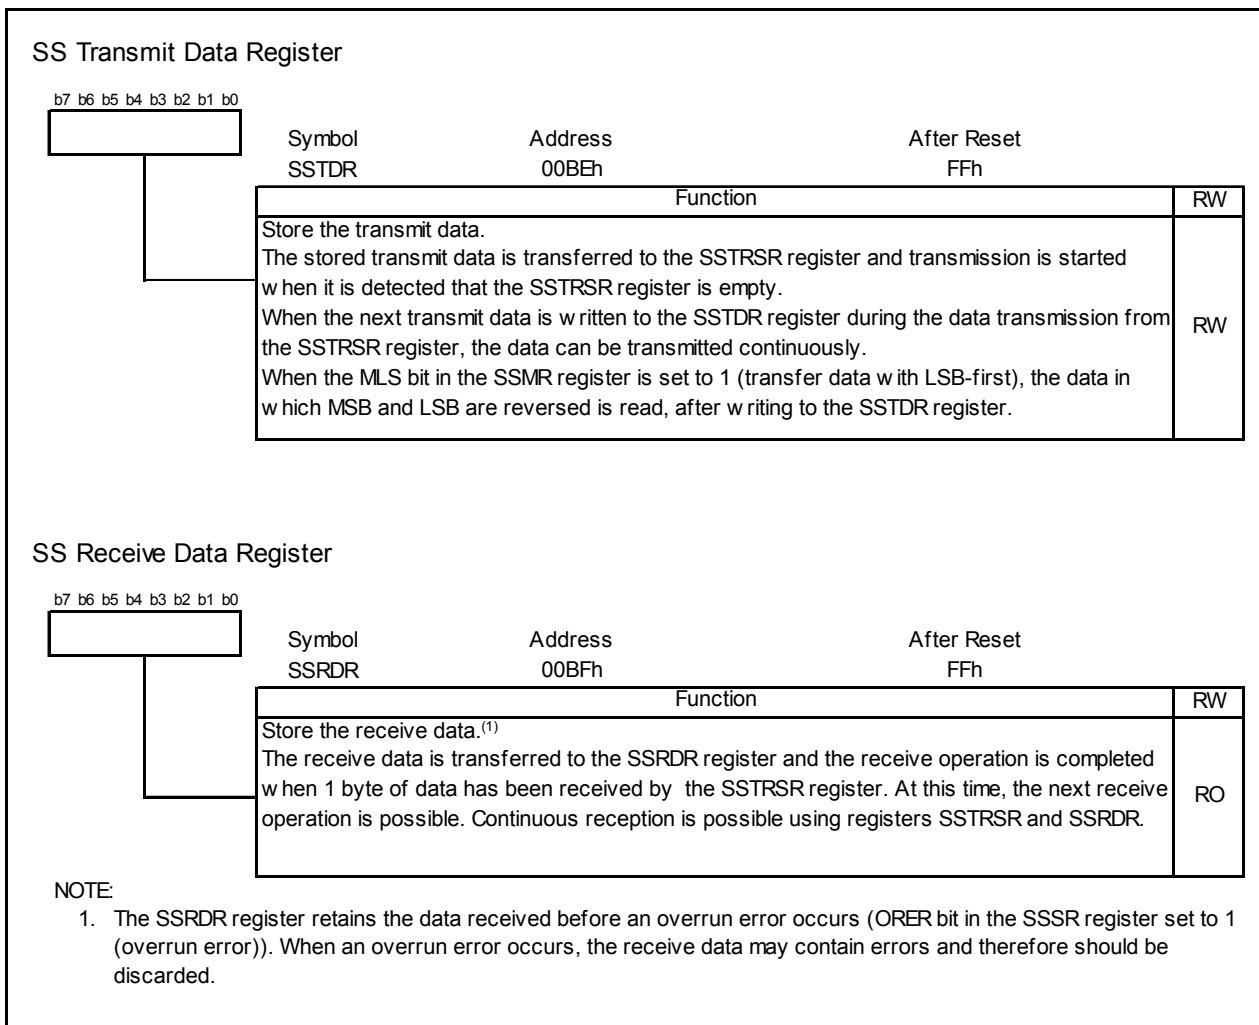 SS Transmit Data Register
b7 b6 b5 b4 b3 b2 b1 b0
Symbol Address After Reset
SSTDR 00BEh FFh
Function RW
Store the transmit data.
The stored transmit data is transferred to the SSTRSR register and transmission is started
when it is detected that the SSTRSR register is empty.
When the next transmit data is written to the SSTDR register during the data transmission from
the SSTRSR register, the data can be transmitted continuously.
When the MLS bit in the SSMR register is set to 1 (transfer data with LSB-first), the data in
which MSB and LSB are reversed is read, after writing to the SSTDR register.
RW
SS Receive Data Register
b7 b6 b5 b4 b3 b2 b1 b0
Symbol Address After Reset
SSRDR 00BFh FFh
Function RW
Store the receive data.(1)
The receive data is transferred to the SSRDR register and the receive operation is completed
when 1 byte of data has been received by the SSTRSR register. At this time, the next receive
operation is possible. Continuous reception is possible using registers SSTRSR and SSRDR.
RO
NOTE:
1. The SSRDR register retains the data received before an overrun error occurs (ORER bit in the SSSR register set to 1
(overrun error)). When an overrun error occurs, the receive data may contain errors and therefore should be
discarded.